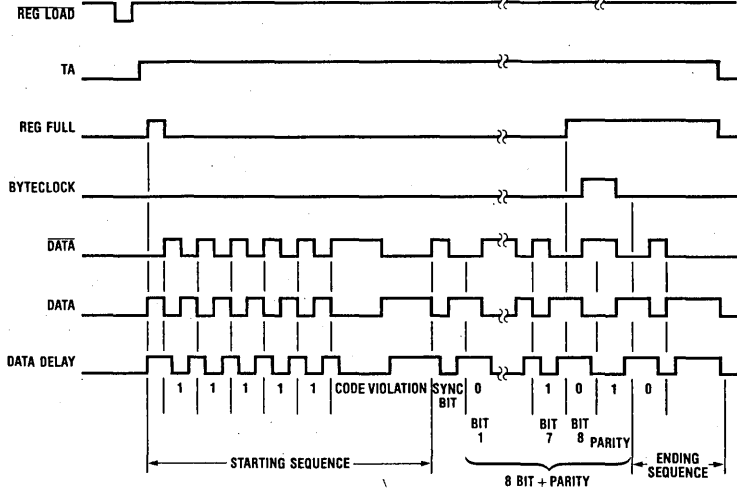 REG LOAD
TA
REG FULL
BYTECLOCK
DATA
DATA
DATA DELAY
1 1 1 1 1 CODE VIOLATION SYNC BIT 0 1 0 1 0
BIT 1
BIT 7
BIT 8
PARITY
STARTING SEQUENCE
ENDING SEQUENCE
8 BIT + PARITY